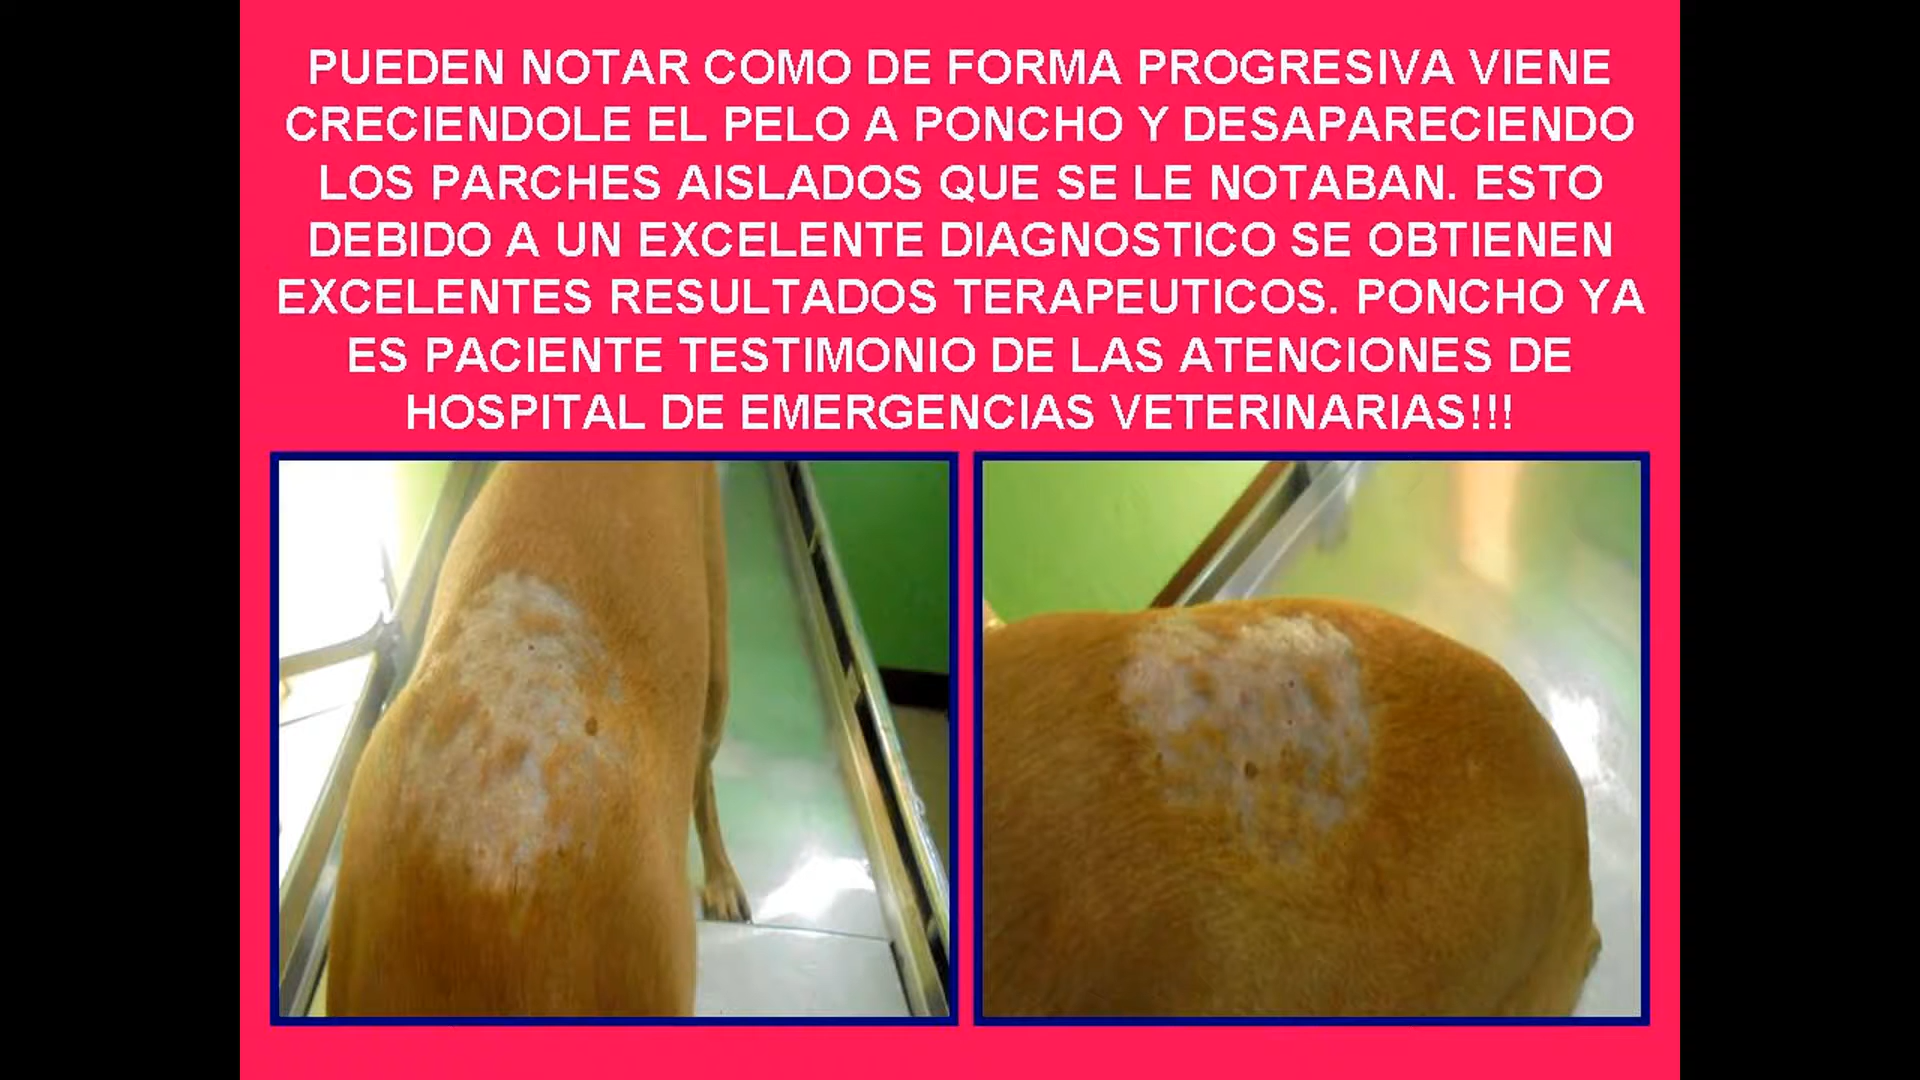 PUEDEN NOTAR COMO DE FORMA PROGRESIVA VIENE
CRECIENDOLE EL PELO A PONCHO Y DESAPARECIENDO
LOS PARCHES AISLADOS QUE SE LE NOTABAN. ESTO
DEBIDO A UN EXCELENTE DIAGNOSTICO SE OBTIENEN
EXCELENTES RESULTADOS TERAPEUTICOS. PONCHO YA
ES PACIENTE TESTIMONIO DE LAS ATENCIONES DE
HOSPITAL DE EMERGENCIAS VETERINARIAS!!!